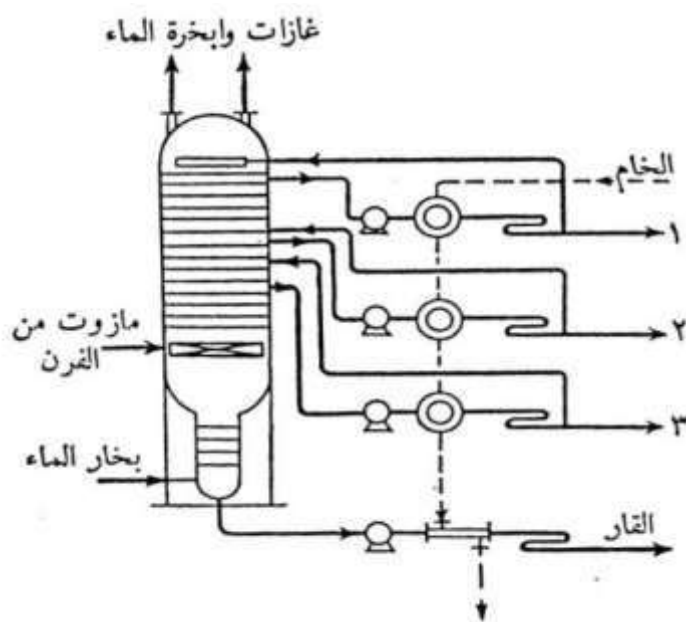 غازات وابخرة الماء
الخام
١
٢
مازوت من
الفرن
٣
بخار الماء
القار